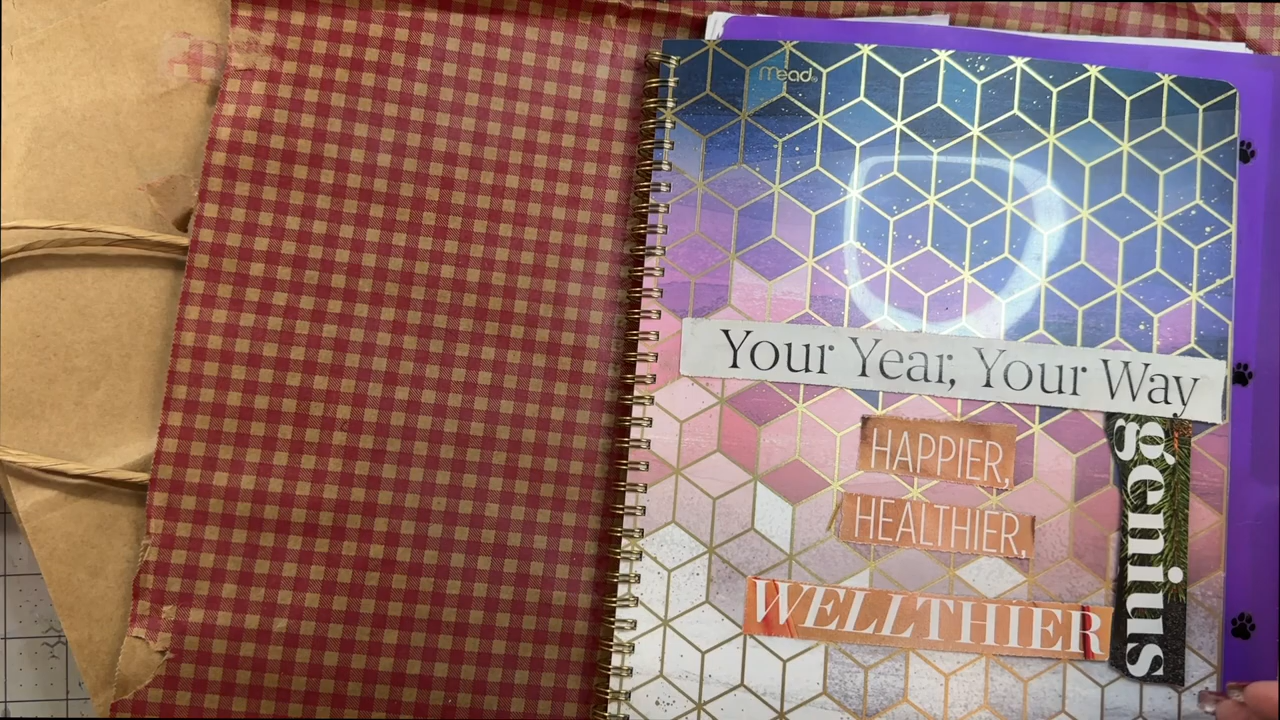 Mead
Your Year, Your Way
HAPPIER,
HEALTHIER,
WELLTHIER
genius